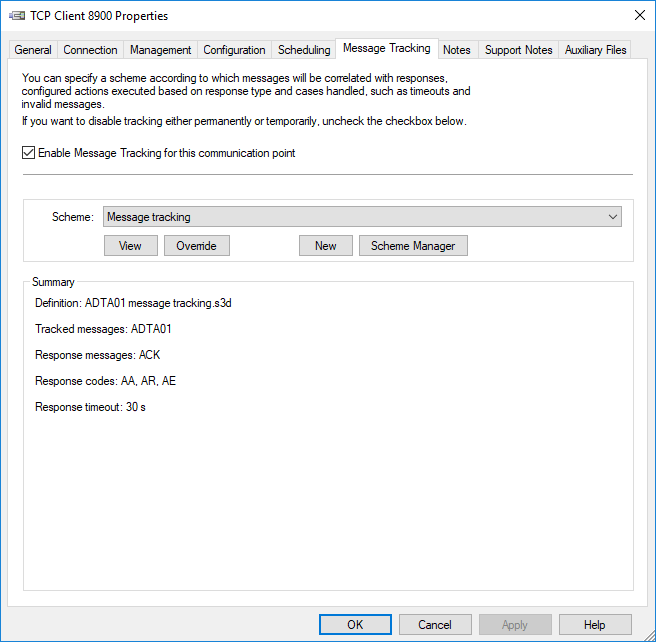 TCP Client 8900 Properties
General Connection Management Configuration Scheduling Message Tracking Notes Support Notes Auxiliary Files
You can specify a scheme according to which messages will be correlated with responses,
configured actions executed based on response type and cases handled, such as timeouts and
invalid messages.
If you want to disable tracking either permanently or temporarily, uncheck the checkbox below.
Enable Message Tracking for this communication point
Scheme: Message tracking
View Override New Scheme Manager
Summary
Definition: ADTA01 message tracking.s3d
Tracked messages: ADTA01
Response messages: ACK
Response codes: AA, AR, AE
Response timeout: 30 s
OK Cancel Apply Help